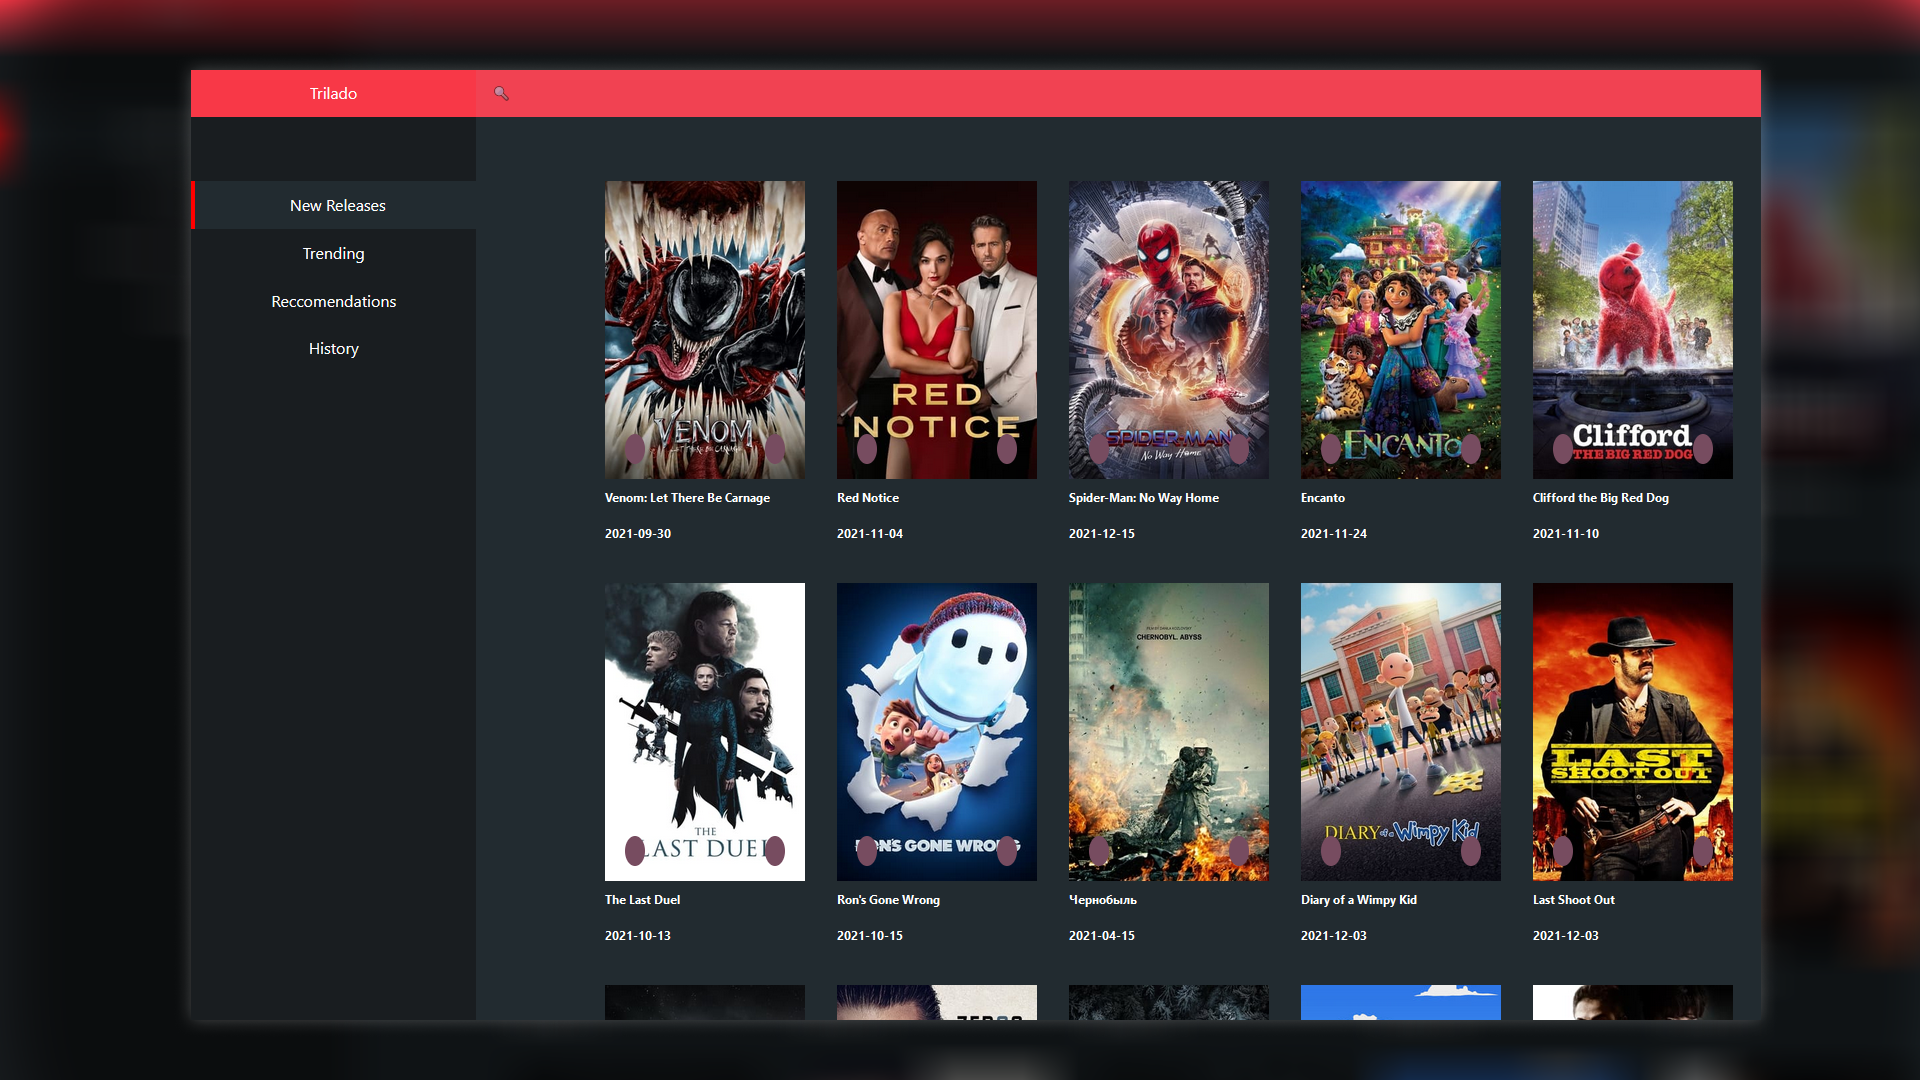 Trilado
New Releases
Trending
Reccomendations
History
VENOM
LET THERE BE CARNAGE
RED
NOTICE
SPIDER-MAN
No Way Home
ENCANTO
Clifford
THE BIG RED DOG
Venom: Let There Be Carnage
Red Notice
Spider-Man: No Way Home
Encanto
Clifford the Big Red Dog
2021-09-30
2021-11-04
2021-12-15
2021-11-24
2021-11-10
THE
LAST DUEL
RON'S GONE WRONG
CHERNOBYL. ABYSS
DIARY of a Wimpy Kid
LAST
SHOOT OUT
The Last Duel
Ron's Gone Wrong
Чернобыль
Diary of a Wimpy Kid
Last Shoot Out
2021-10-13
2021-10-15
2021-04-15
2021-12-03
2021-12-03